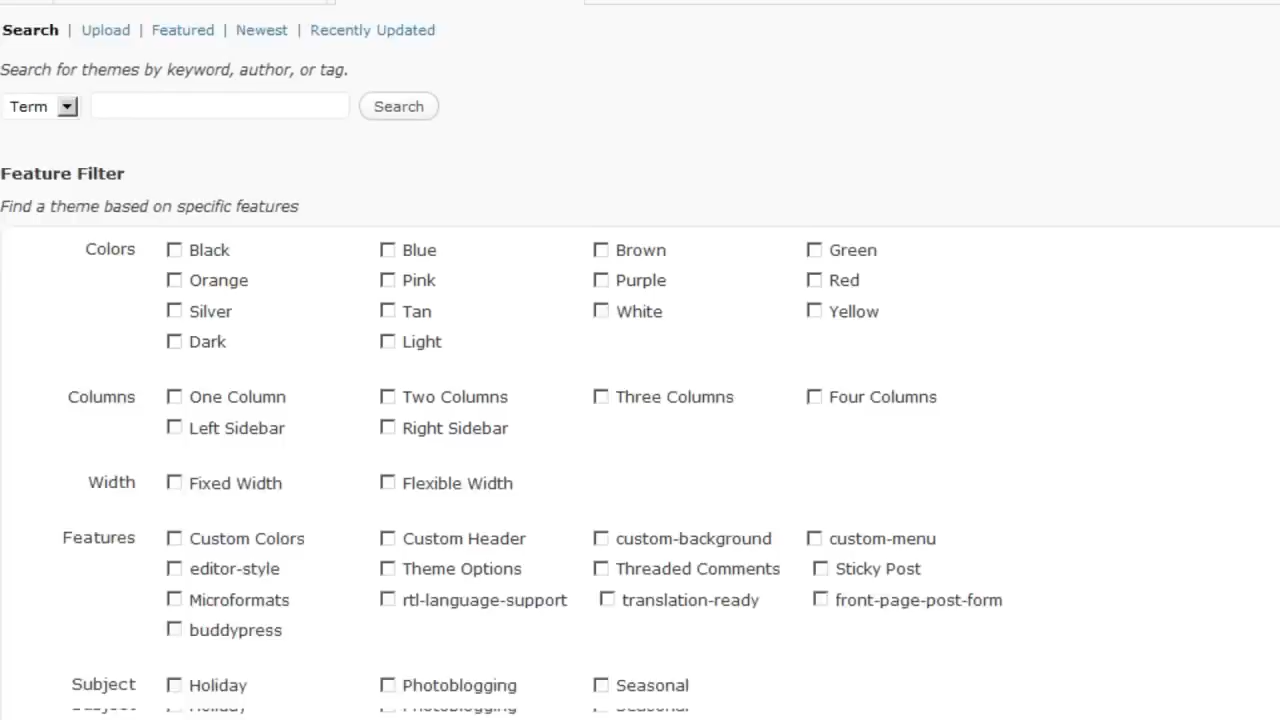 Search | Upload | Featured | Newest | Recently Updated
Search for themes by keyword, author, or tag.
Term Search
Feature Filter
Find a theme based on specific features
Colors Black Blue Brown Green
Orange Pink Purple Red
Silver Tan White Yellow
Dark Light
Columns One Column Two Columns Three Columns Four Columns
Left Sidebar Right Sidebar
Width Fixed Width Flexible Width
Features Custom Colors Custom Header custom-background custom-menu
editor-style Theme Options Threaded Comments Sticky Post
Microformats rtl-language-support translation-ready front-page-post-form
buddypress
Subject Holiday Photoblogging Seasonal
Subject Holiday Photoblogging Seasonal